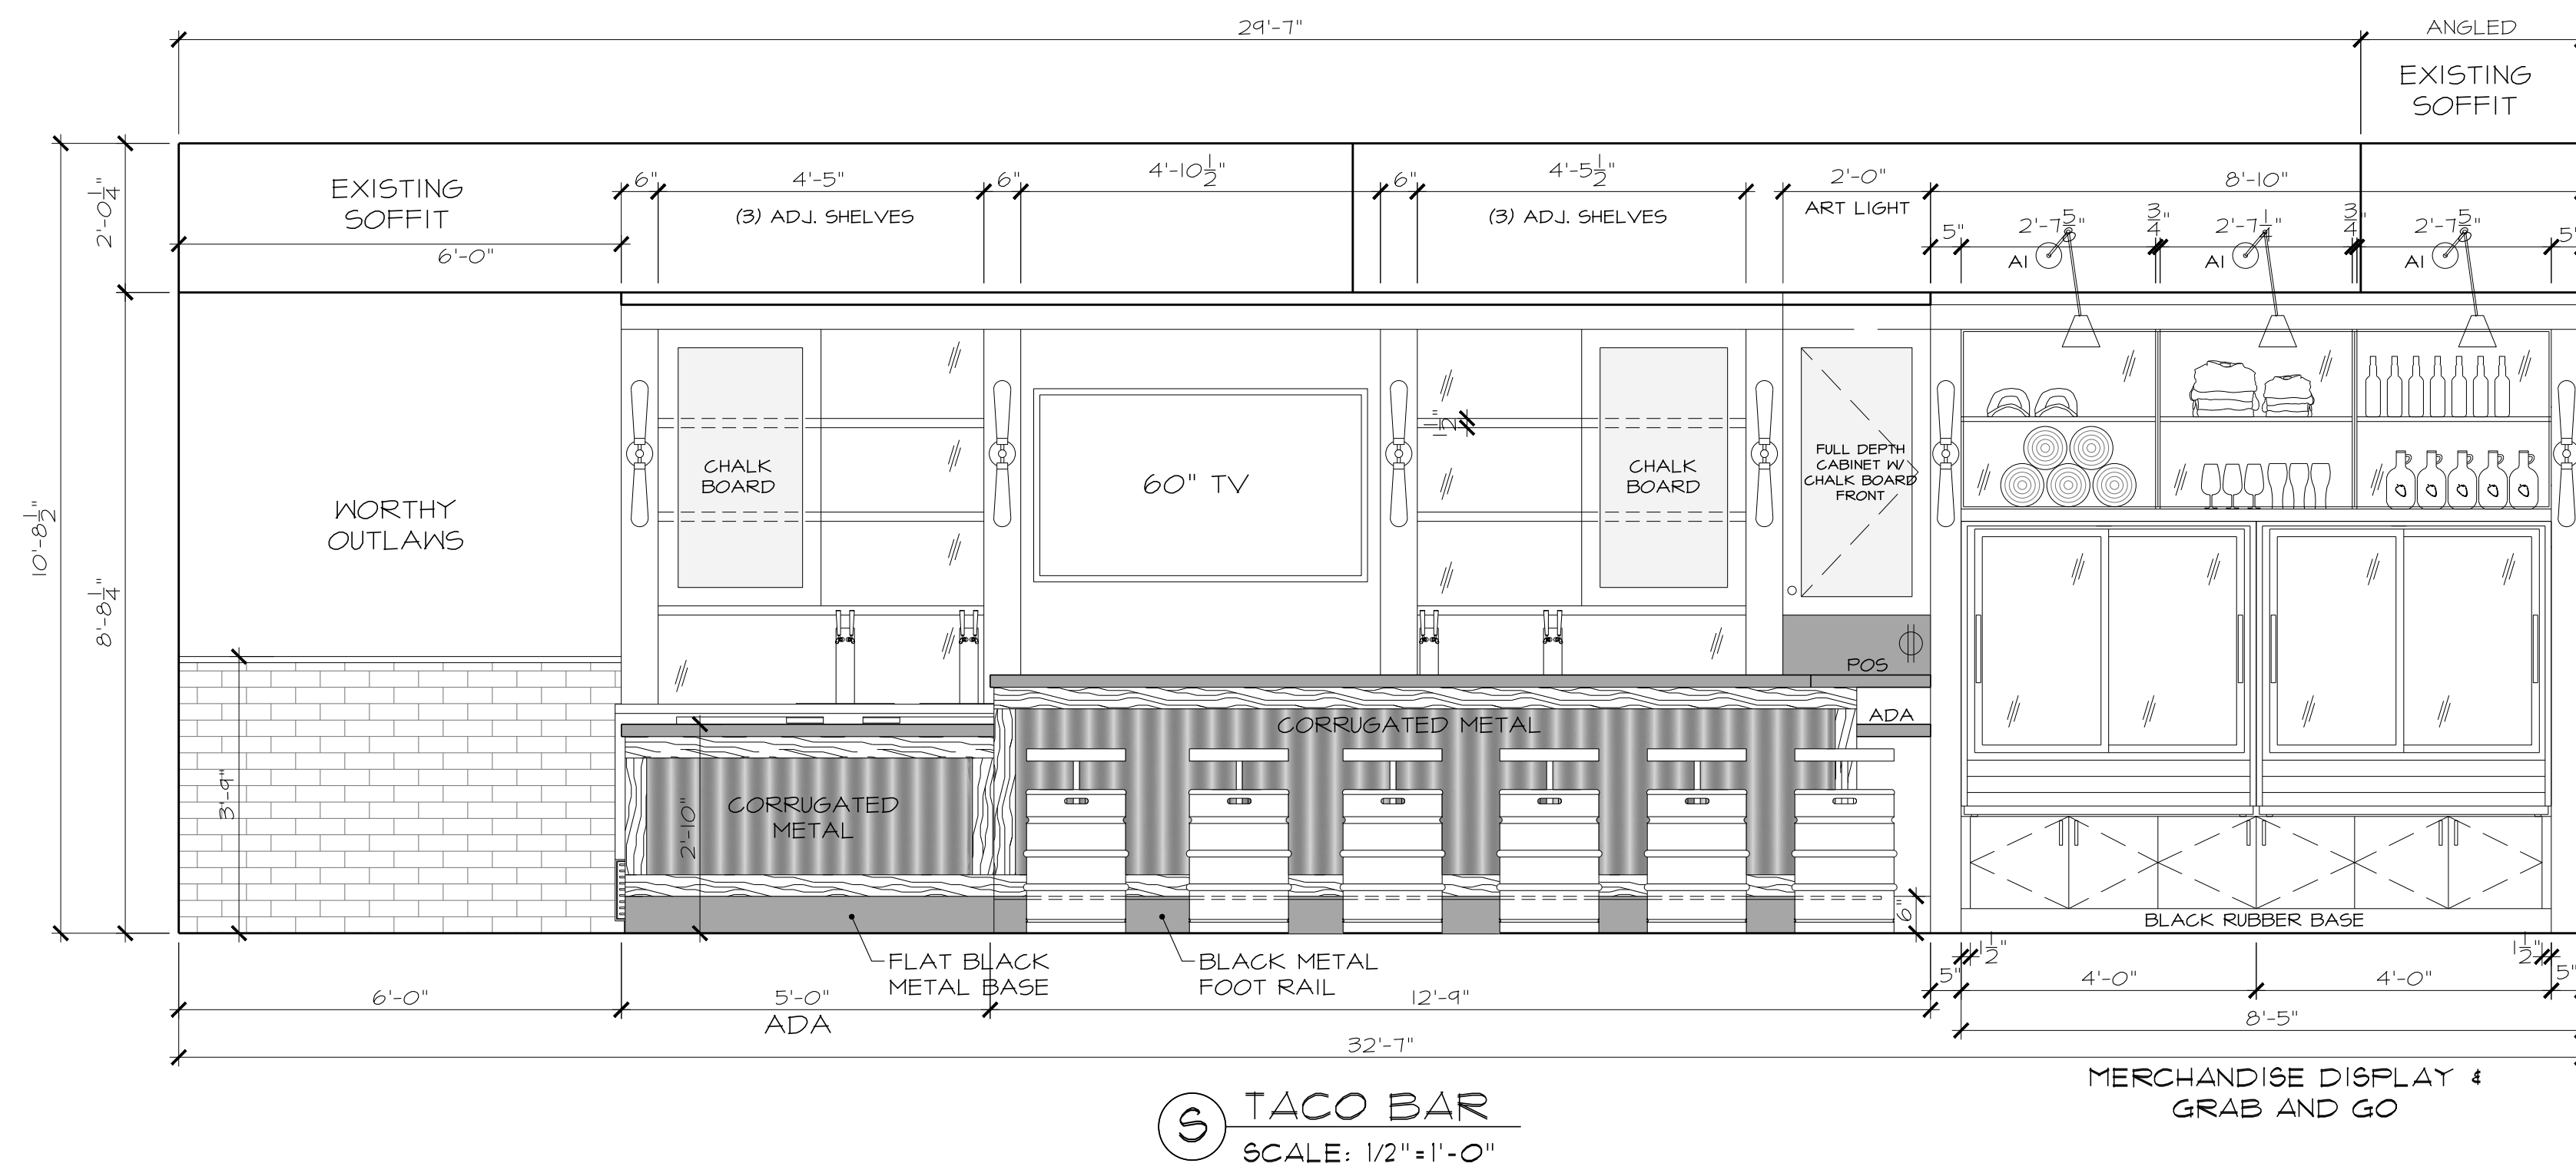 29'-7"
ANGLED
EXISTING
SOFFIT
EXISTING
SOFFIT
6'-0"
2'-0 1/4"
6"
4'-5"
(3) ADJ. SHELVES
6"
4'-10 1/2"
6"
4'-5 1/2"
(3) ADJ. SHELVES
2'-0"
ART LIGHT
8'-10"
5"
2'-7 5/8"
3/4"
2'-7 1/4"
3/4"
2'-7 5/8"
5"
A1
A1
A1
10'-8 1/2"
8'-8 1/4"
WORTHY
OUTLAWS
CHALK
BOARD
60" TV
1 1/2"
CHALK
BOARD
FULL DEPTH
CABINET W/
CHALK BOARD
FRONT
POS
ADA
3'-9"
2'-10"
CORRUGATED
METAL
CORRUGATED METAL
6"
BLACK RUBBER BASE
FLAT BLACK
METAL BASE
BLACK METAL
FOOT RAIL
1 1/2"
1 1/2"
5"
4'-0"
4'-0"
5"
6'-0"
5'-0"
ADA
12'-9"
8'-5"
32'-7"
MERCHANDISE DISPLAY &
GRAB AND GO
S
TACO BAR
SCALE: 1/2"=1'-0"